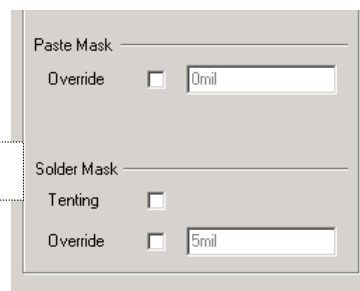 Paste Mask
Override 0mil
Solder Mask
Tenting
Override 5mil